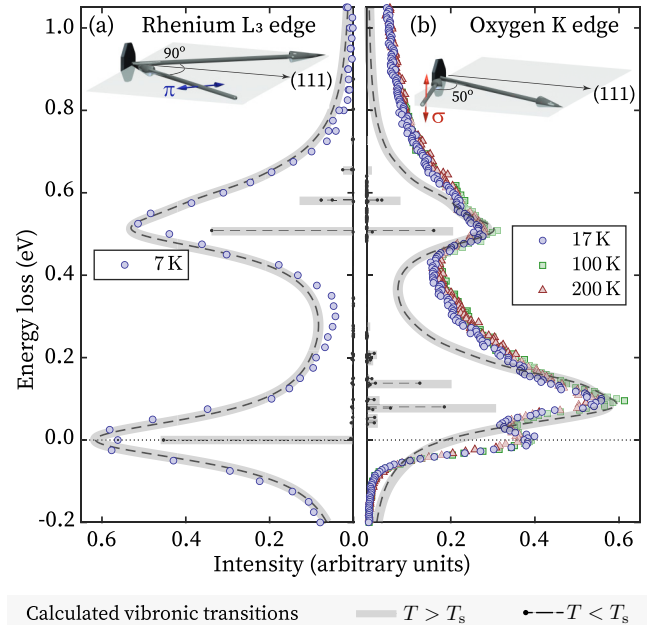 (a) Rhenium L₃ edge
(b) Oxygen K edge
90°
π
(111)
50°
σ
(111)
7 K
17 K
100 K
200 K
Energy loss (eV)
1.0
0.8
0.6
0.4
0.2
0.0
-0.2
0.6 0.4 0.2 0.0 0.2 0.4 0.6
Intensity (arbitrary units)
Calculated vibronic transitions T > Tₛ T < Tₛ